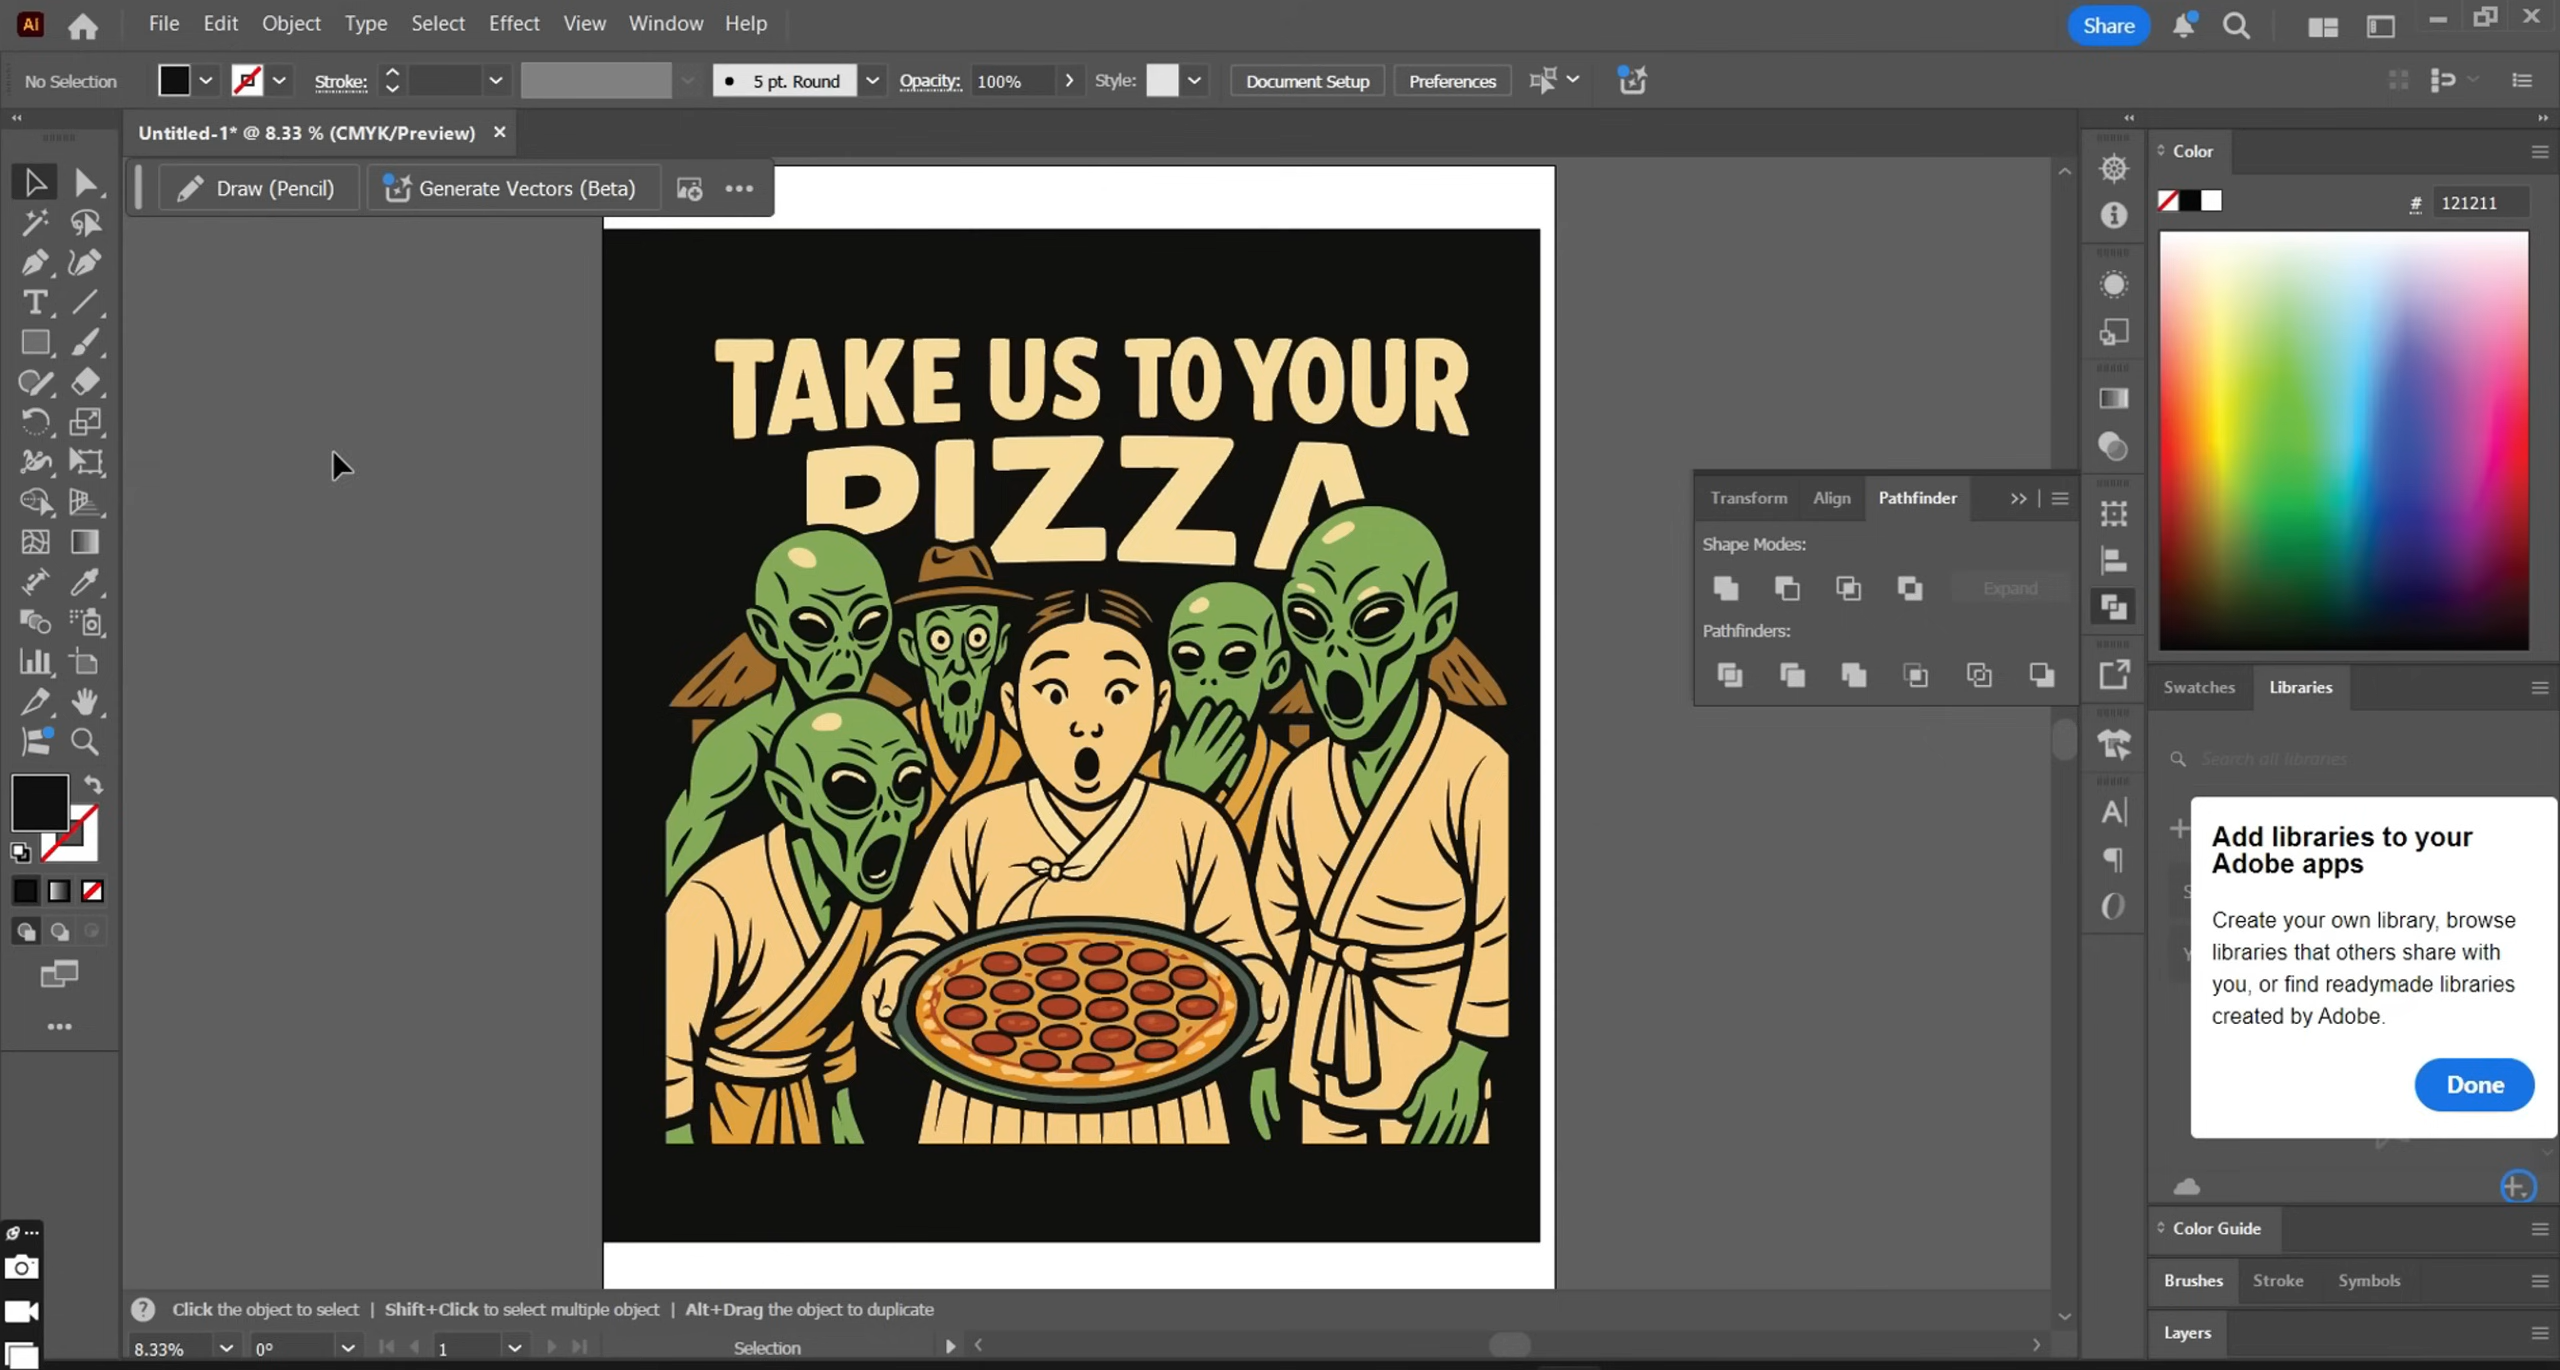 Ai File Edit Object Type Select Effect View Window Help Share
No Selection Stroke: 5 pt. Round Opacity: 100% Style: Document Setup Preferences
Untitled-1* @ 8.33 % (CMYK/Preview) ×
Draw (Pencil) Generate Vectors (Beta)
Color
# 121211
TAKE US TO YOUR
PIZZA
Transform Align Pathfinder
Shape Modes:
Expand
Pathfinders:
Swatches Libraries
Search all libraries
Add libraries to your
Adobe apps
Create your own library, browse
libraries that others share with
you, or find readymade libraries
created by Adobe.
Done
Color Guide
Brushes Stroke Symbols
Layers
Click the object to select | Shift+Click to select multiple object | Alt+Drag the object to duplicate
8.33% 0° 1 Selection